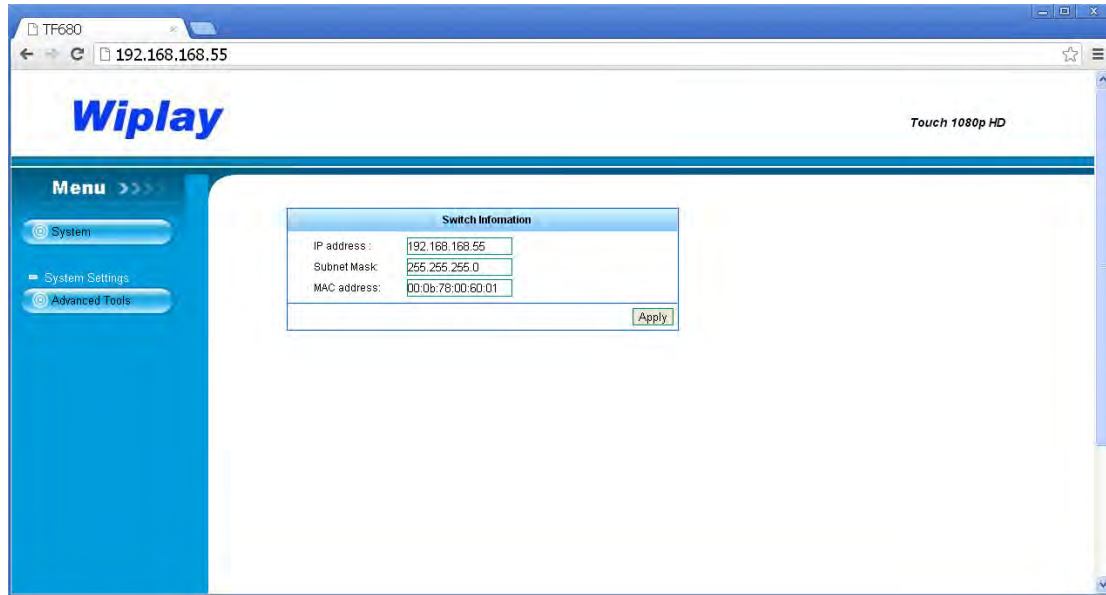 TF680
192.168.168.55
Wiplay
Touch 1080p HD
Menu
System
System Settings
Advanced Tools
Switch Infomation
IP address : 192.168.168.55
Subnet Mask: 255.255.255.0
MAC address: 00:0b:78:00:60:01
Apply